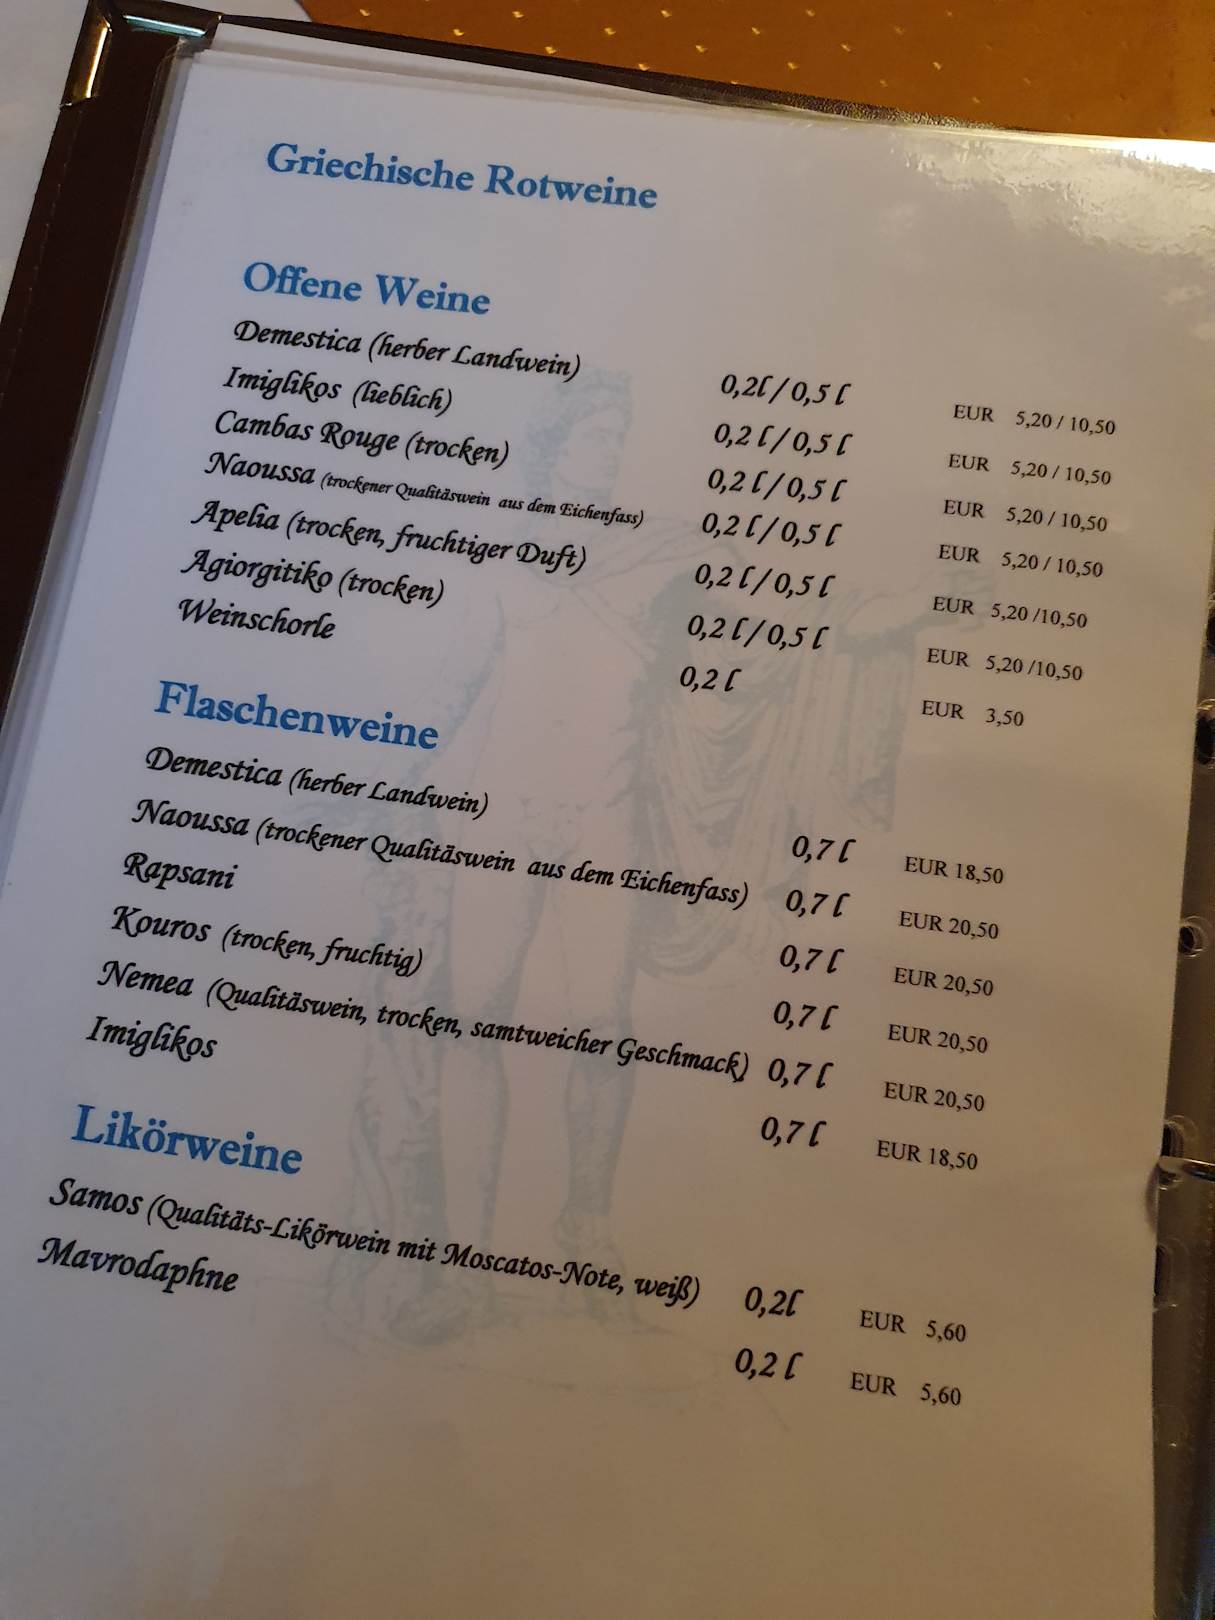 Griechische Rotweine
Offene Weine
Demestica (herber Landwein) 0,2l / 0,5 l EUR 5,20 / 10,50
Imiglikos (lieblich) 0,2 l / 0,5 l EUR 5,20 / 10,50
Cambas Rouge (trocken) 0,2 l / 0,5 l EUR 5,20 / 10,50
Naoussa (trockener Qualitäswein aus dem Eichenfass) 0,2 l / 0,5 l EUR 5,20 / 10,50
Apelia (trocken, fruchtiger Duft) 0,2 l / 0,5 l EUR 5,20 /10,50
Agiorgitiko (trocken) 0,2 l / 0,5 l EUR 5,20 /10,50
Weinschorle 0,2 l EUR 3,50
Flaschenweine
Demestica (herber Landwein) 0,7 l EUR 18,50
Naoussa (trockener Qualitäswein aus dem Eichenfass) 0,7 l EUR 20,50
Rapsani 0,7 l EUR 20,50
Kouros (trocken, fruchtig) 0,7 l EUR 20,50
Nemea (Qualitäswein, trocken, samtweicher Geschmack) 0,7 l EUR 20,50
Imiglikos 0,7 l EUR 18,50
Likörweine
Samos (Qualitäts-Likörwein mit Moscatos-Note, weiß) 0,2l EUR 5,60
Mavrodaphne 0,2 l EUR 5,60